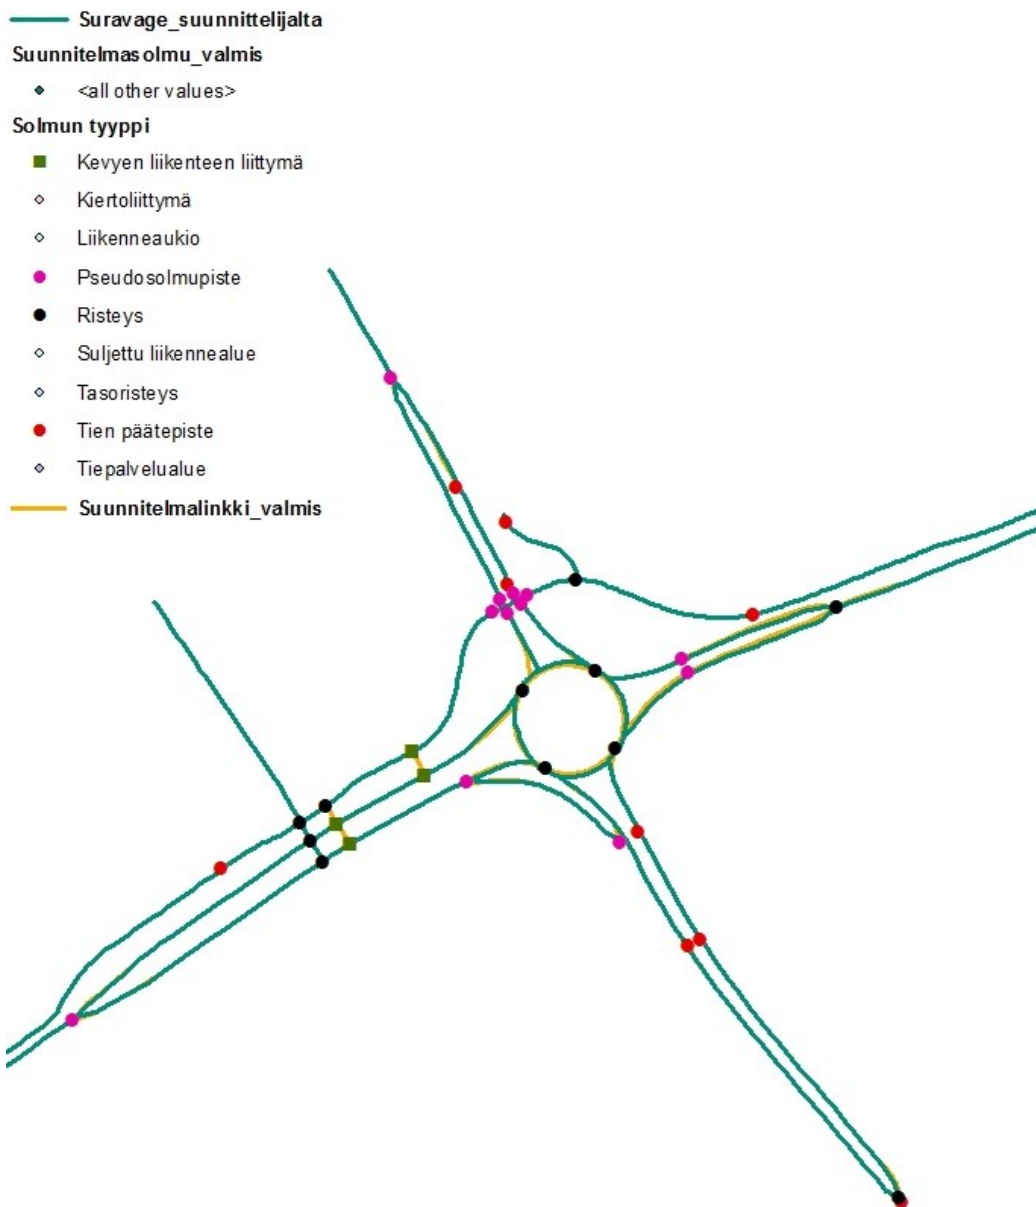 Suravage_suunnittelijalta
Suunnitelmasolmu_valmis
<all other values>
Solmun tyyppi
Kevyen liikenteen liittymä
Kiertoliittymä
Liikenneaukio
Pseudosolmupiste
Risteys
Suljettu liikennealue
Tasoristeys
Tien päätepiste
Tiepalvelualue
Suunnitelmalinkki_valmis